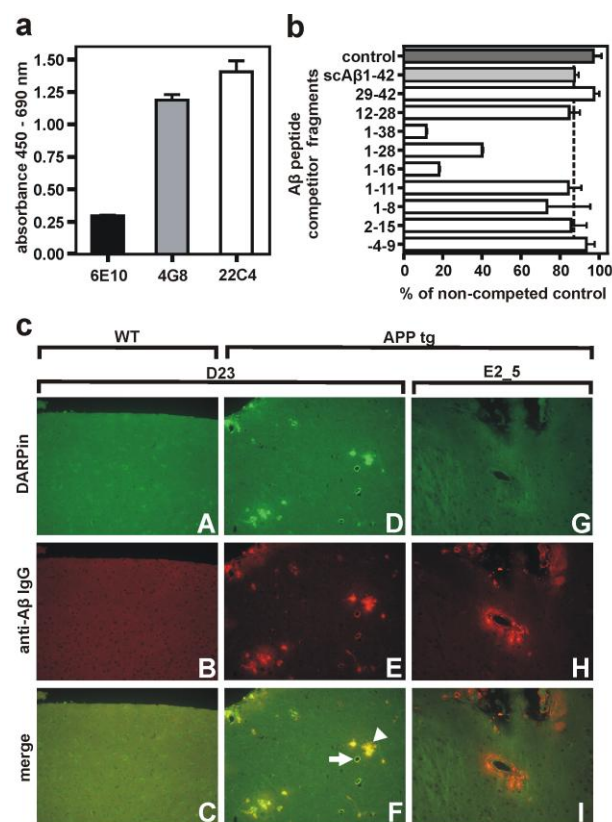 a
absorbance 450 - 690 nm
1.50
1.25
1.00
0.75
0.50
0.25
0.00
6E10 4G8 22C4
b
Aβ peptide
competitor fragments
control
scAβ1-42
29-42
12-28
1-38
1-28
1-16
1-11
1-8
2-15
-4-9
0 20 40 60 80 100
% of non-competed control
c
WT APP tg
D23 E2_5
DARPin
A D G
anti-Aβ IgG
B E H
merge
C F I